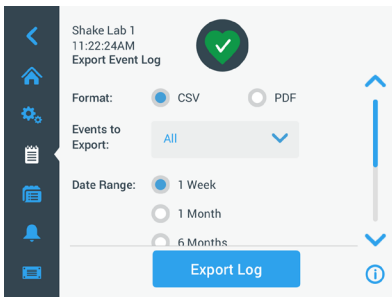 Shake Lab 1
11:22:24AM
Export Event Log
Format: CSV PDF
Events to
Export: All
Date Range: 1 Week
1 Month
6 Months
Export Log